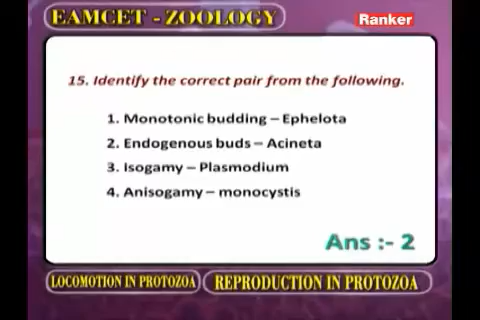 EAMCET - ZOOLOGY
Ranker
15. Identify the correct pair from the following.
1. Monotonic budding – Ephelota
2. Endogenous buds – Acineta
3. Isogamy – Plasmodium
4. Anisogamy – monocystis
Ans :- 2
LOCOMOTION IN PROTOZOA
REPRODUCTION IN PROTOZOA